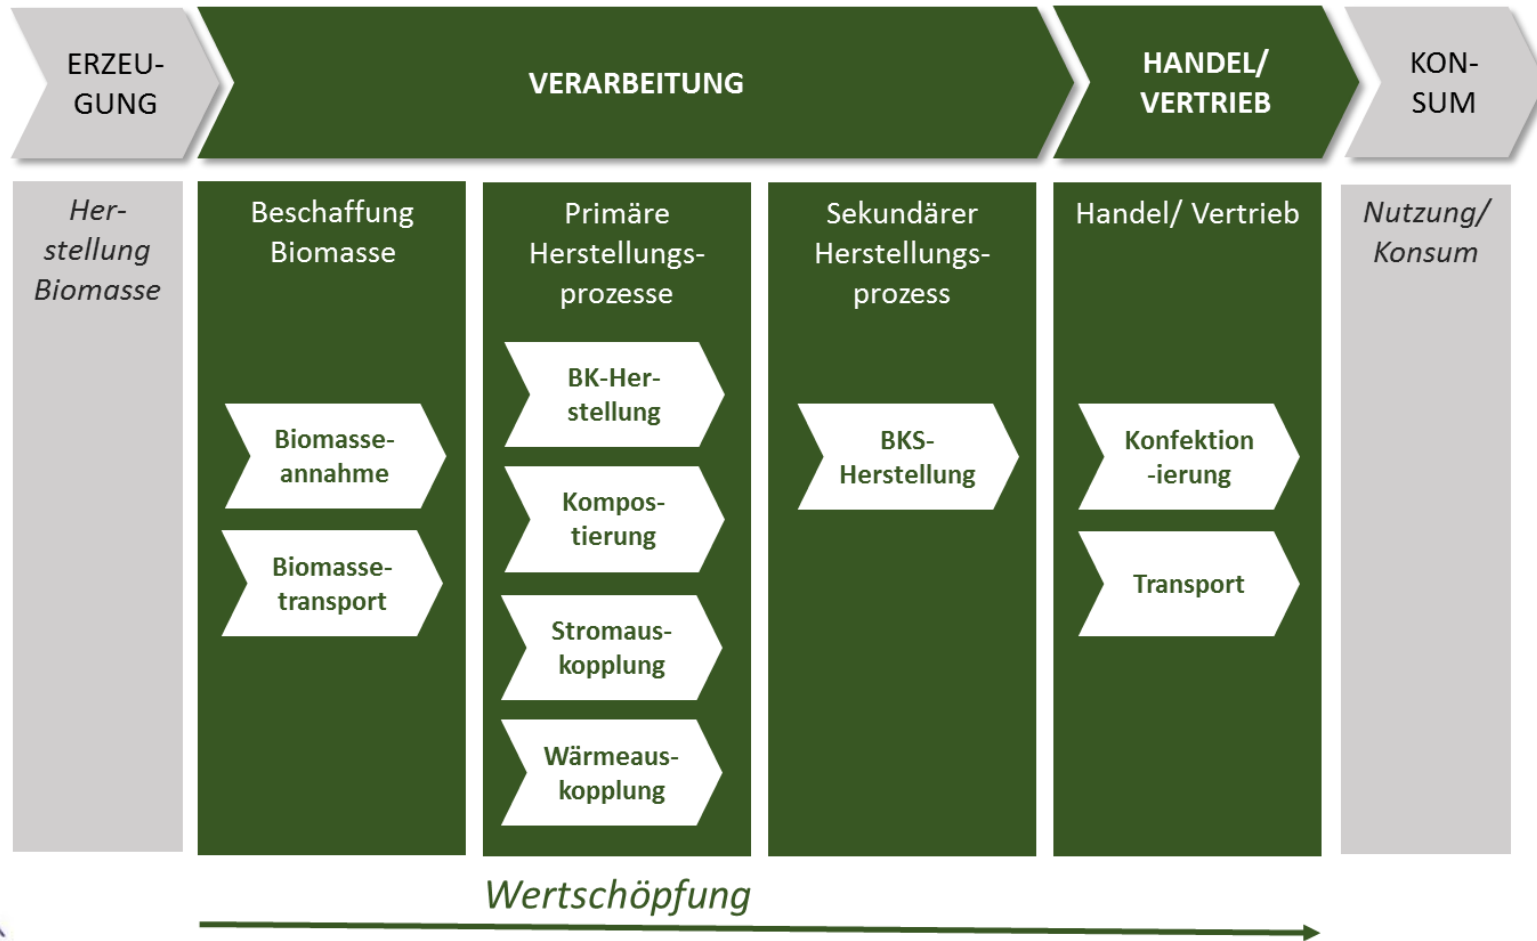 ERZEU-
GUNG
VERARBEITUNG
HANDEL/
VERTRIEB
KON-
SUM
Her-
stellung
Biomasse
Beschaffung
Biomasse
Biomasse-
annahme
Biomasse-
transport
Primäre
Herstellungs-
prozesse
BK-Her-
stellung
Kompos-
tierung
Stromaus-
kopplung
Wärmeaus-
kopplung
Sekundärer
Herstellungs-
prozess
BKS-
Herstellung
Handel/ Vertrieb
Konfektion
-ierung
Transport
Nutzung/
Konsum
Wertschöpfung